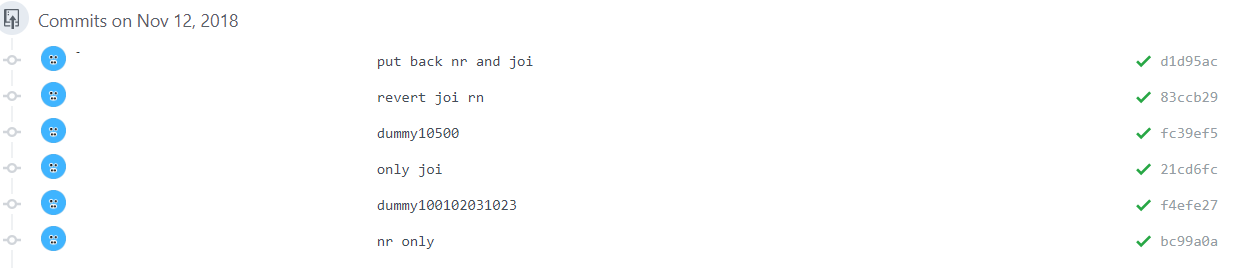 Commits on Nov 12, 2018
put back nr and joi d1d95ac
revert joi rn 83ccb29
dummy10500 fc39ef5
only joi 21cd6fc
dummy100102031023 f4efe27
nr only bc99a0a